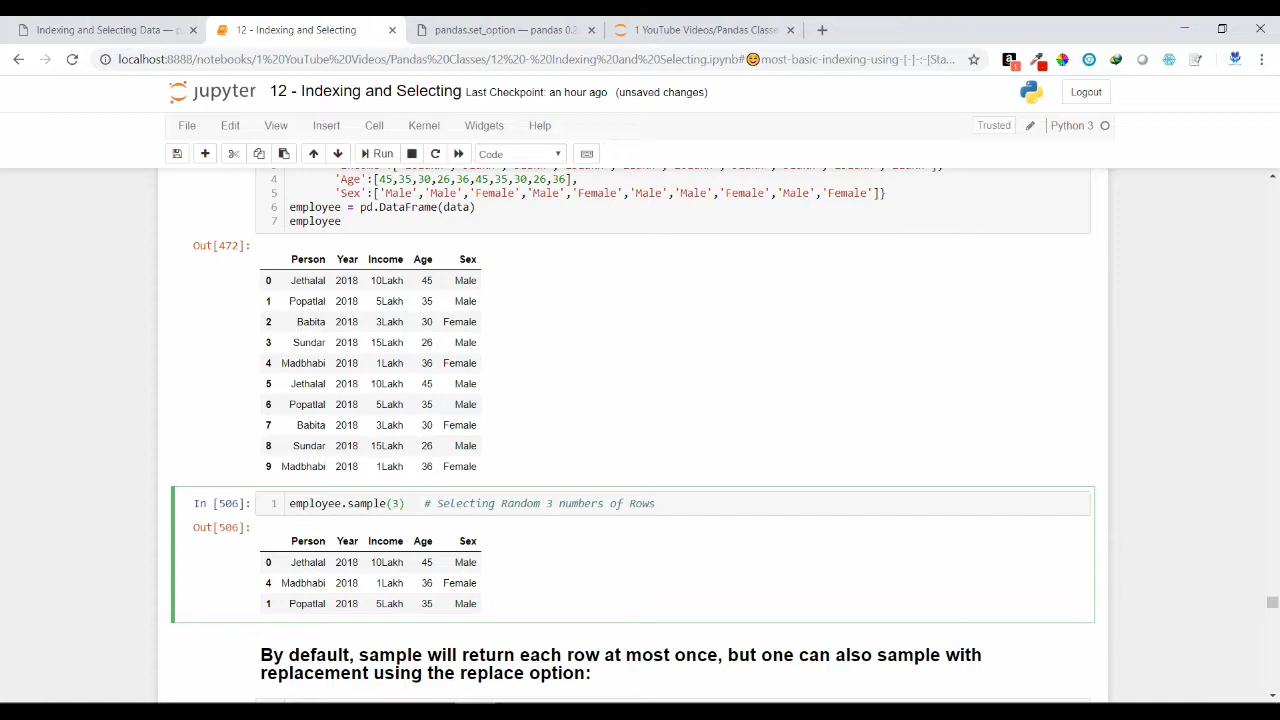 Indexing and Selecting Data — p
12 - Indexing and Selecting
pandas.set_option — pandas 0.2
1 YouTube Videos/Pandas Classe
localhost:8888/notebooks/1%20YouTube%20Videos/Pandas%20Classes/12%20-%20Indexing%20and%20Selecting.ipynb#😊most-basic-indexing-using-[-]-:-[Sta...
jupyter 12 - Indexing and Selecting Last Checkpoint: an hour ago (unsaved changes)
Logout
File Edit View Insert Cell Kernel Widgets Help
Trusted Python 3
Run Code
4 'Age':[45,35,30,26,36,45,35,30,26,36],
5 'Sex':['Male','Male','Female','Male','Female','Male','Male','Female','Male','Female']}
6 employee = pd.DataFrame(data)
7 employee
Out[472]:
Person Year Income Age Sex
0 Jethalal 2018 10Lakh 45 Male
1 Popatlal 2018 5Lakh 35 Male
2 Babita 2018 3Lakh 30 Female
3 Sundar 2018 15Lakh 26 Male
4 Madbhabi 2018 1Lakh 36 Female
5 Jethalal 2018 10Lakh 45 Male
6 Popatlal 2018 5Lakh 35 Male
7 Babita 2018 3Lakh 30 Female
8 Sundar 2018 15Lakh 26 Male
9 Madbhabi 2018 1Lakh 36 Female
In [506]: 1 employee.sample(3) # Selecting Random 3 numbers of Rows
Out[506]:
Person Year Income Age Sex
0 Jethalal 2018 10Lakh 45 Male
4 Madbhabi 2018 1Lakh 36 Female
1 Popatlal 2018 5Lakh 35 Male
By default, sample will return each row at most once, but one can also sample with
replacement using the replace option: